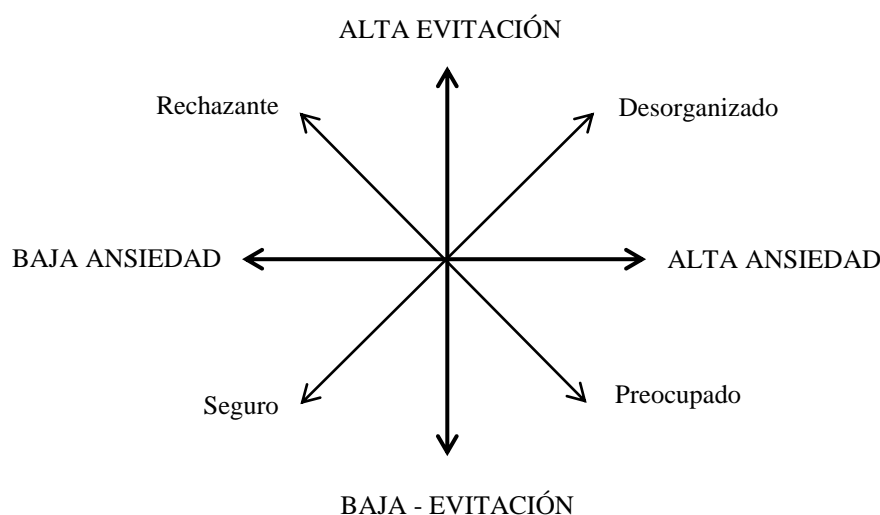 ALTA EVITACIÓN
Rechazante
Desorganizado
BAJA ANSIEDAD
ALTA ANSIEDAD
Seguro
Preocupado
BAJA - EVITACIÓN